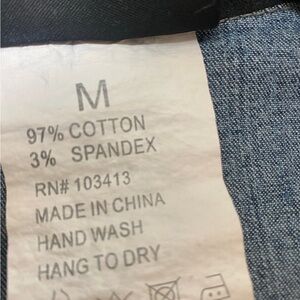 M
97% COTTON
3% SPANDEX
RN# 103413
MADE IN CHINA
HAND WASH
HANG TO DRY